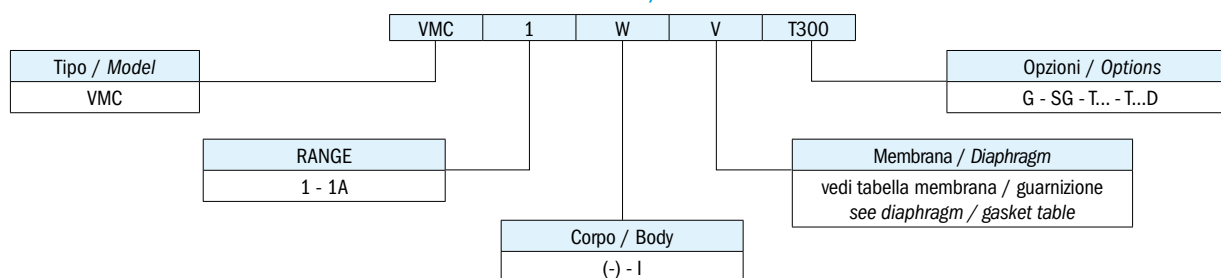 VMC 1 W V T300
Tipo / Model
VMC
Opzioni / Options
G - SG - T... - T...D
RANGE
1 - 1A
Membrana / Diaphragm
vedi tabella membrana / guarnizione
see diaphragm / gasket table
Corpo / Body
(-) - I